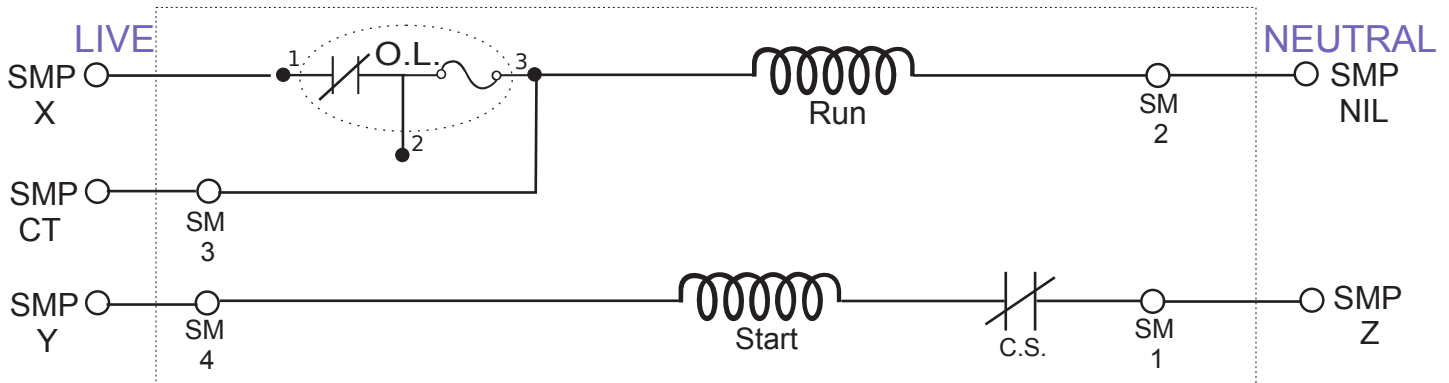 LIVE
NEUTRAL
SMP
X
1
O.L.
3
2
Run
SM
2
SMP
NIL
SMP
CT
SM
3
SMP
Y
SM
4
Start
C.S.
SM
1
SMP
Z